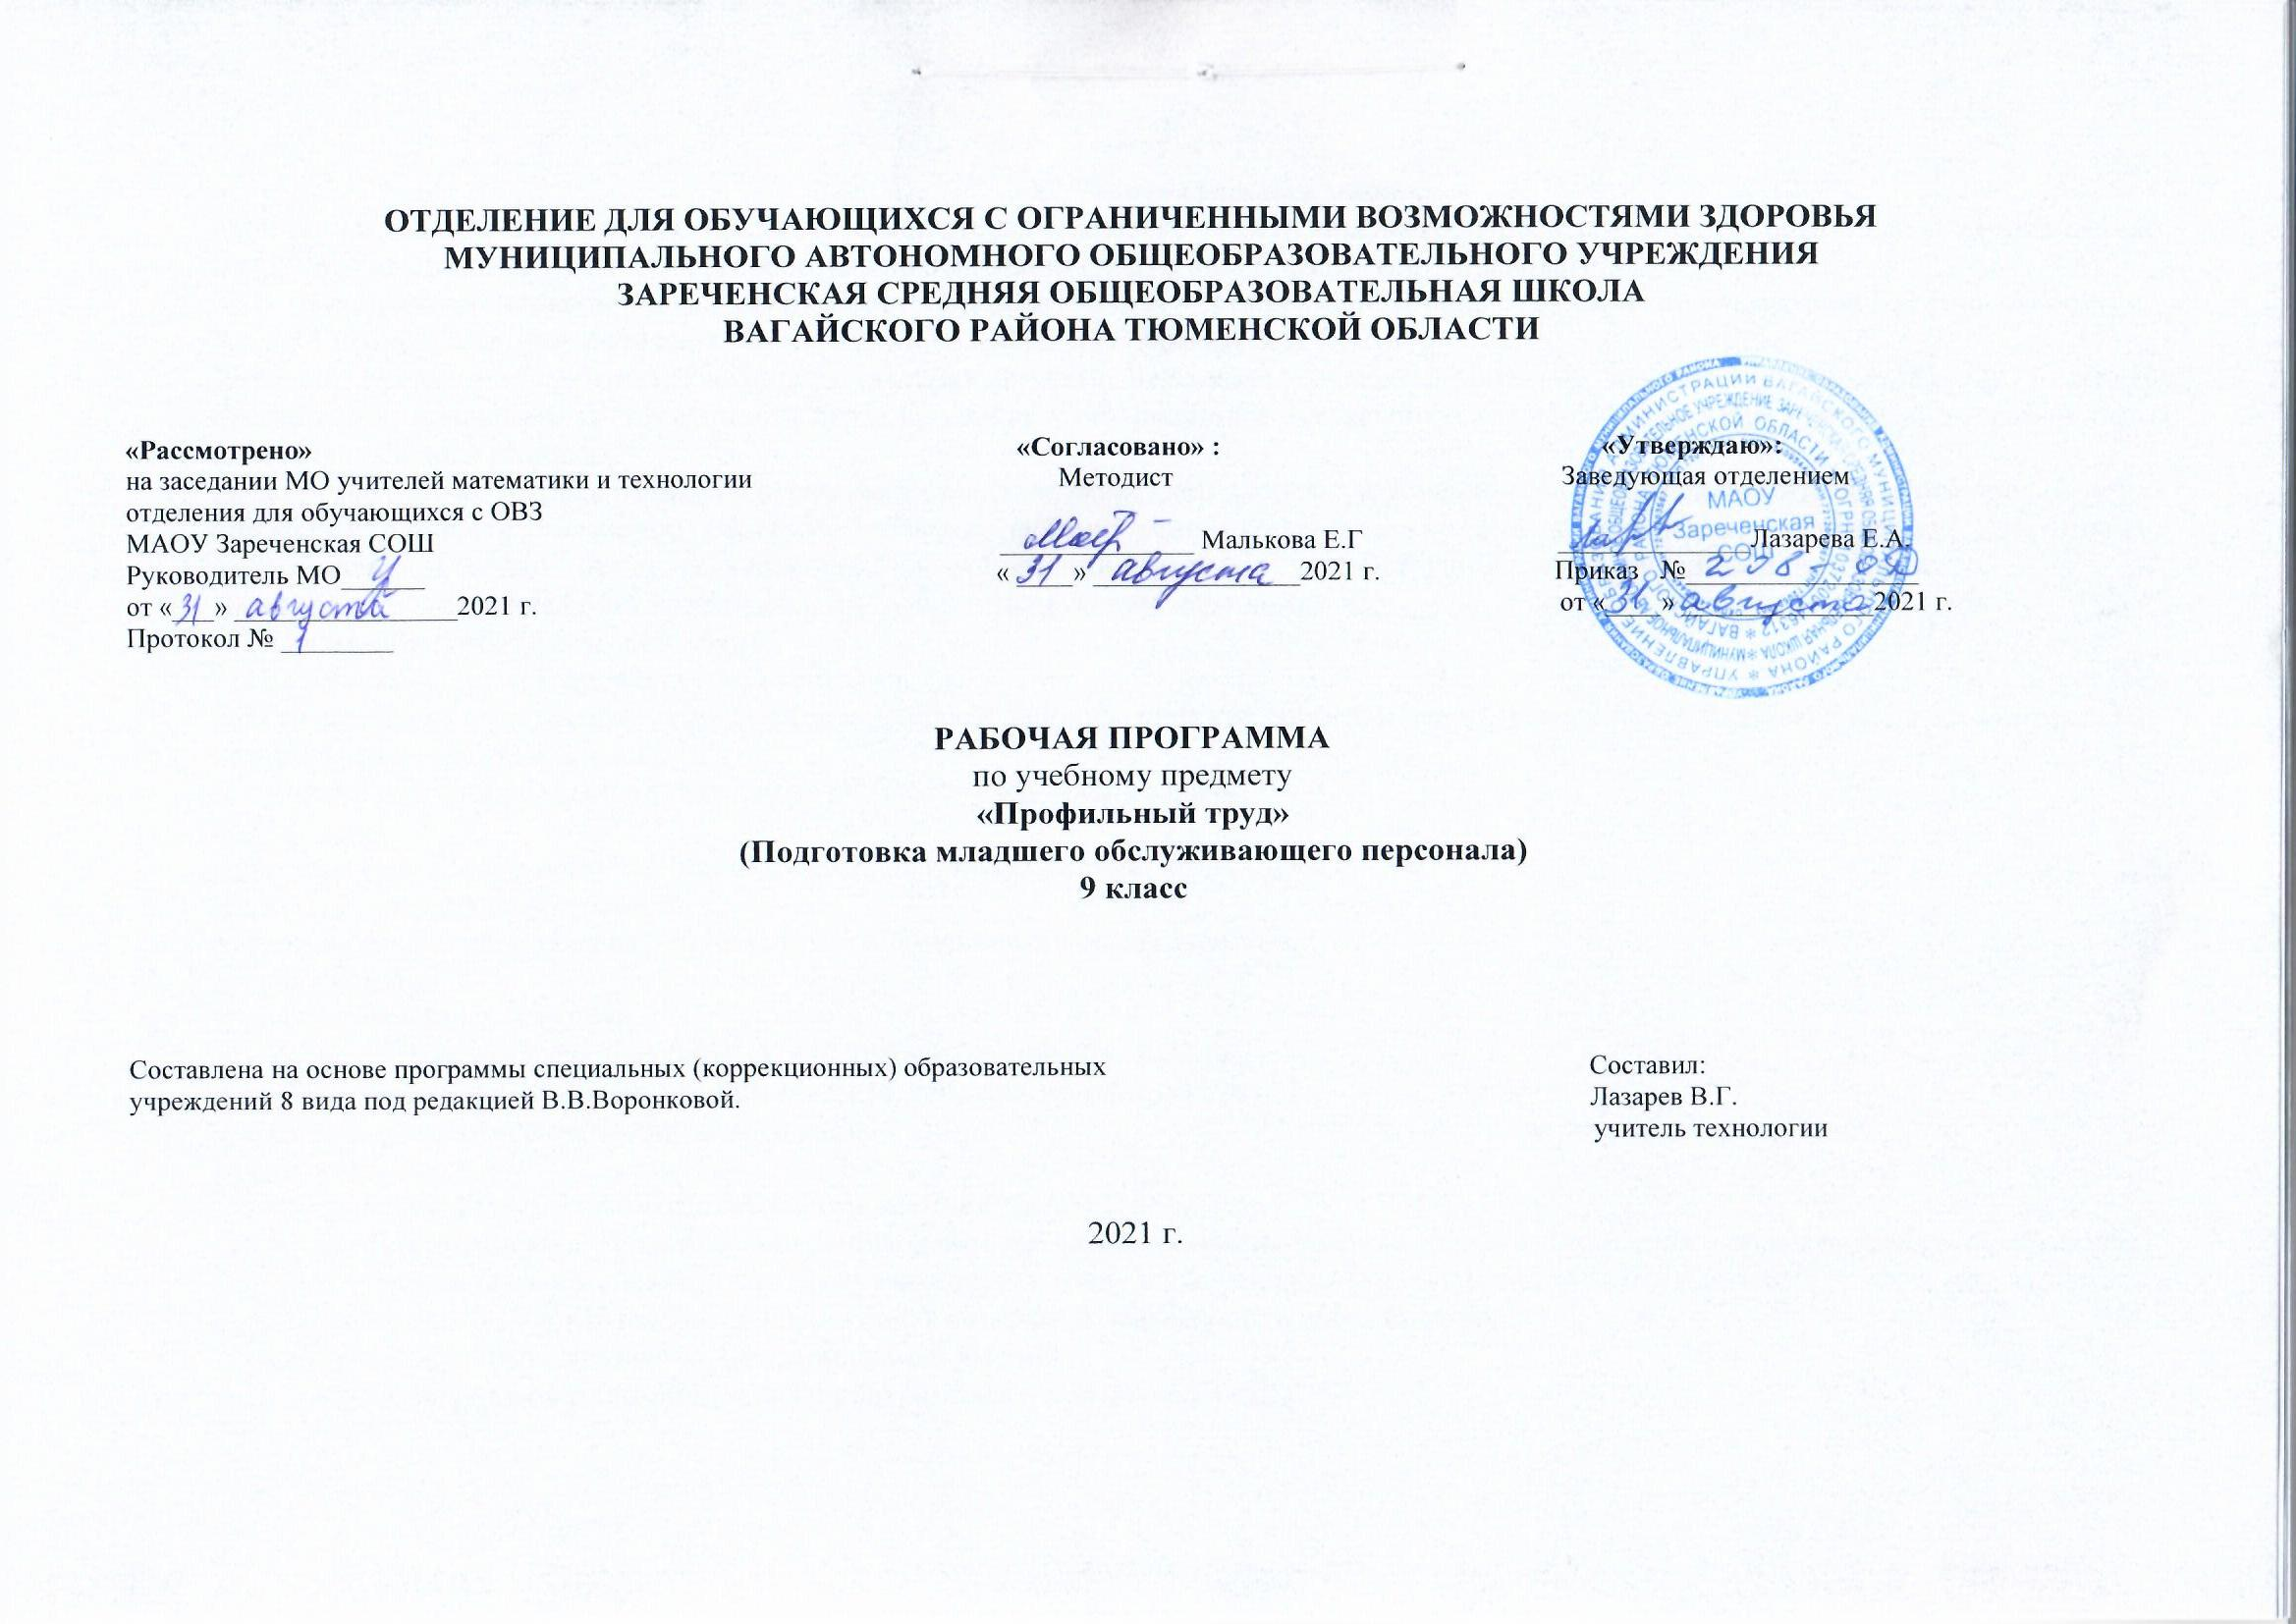 ОТДЕЛЕНИЕ ДЛЯ ОБУЧАЮЩИХСЯ С ОГРАНИЧЕННЫМИ ВОЗМОЖНОСТЯМИ ЗДОРОВЬЯ
МУНИЦИПАЛЬНОГО АВТОНОМНОГО ОБЩЕОБРАЗОВАТЕЛЬНОГО УЧРЕЖДЕНИЯ
ЗАРЕЧЕНСКАЯ СРЕДНЯЯ ОБЩЕОБРАЗОВАТЕЛЬНАЯ ШКОЛА
ВАГАЙСКОГО РАЙОНА ТЮМЕНСКОЙ ОБЛАСТИ
«Рассмотрено»
на заседании МО учителей математики и технологии
отделения для обучающихся с ОВЗ
МАОУ Зареченская СОШ
Руководитель МО
от «31» августа 2021 г.
Протокол № 1
«Согласовано» :
Методист
Малькова Е.Г
«31» августа 2021 г.
«Утверждаю»:
Заведующая отделением
Лазарева Е.А.
Приказ №
от «31» августа 2021 г.
МАОУ
Зареченская
СОШ
РАБОЧАЯ ПРОГРАММА
по учебному предмету
«Профильный труд»
(Подготовка младшего обслуживающего персонала)
9 класс
Составлена на основе программы специальных (коррекционных) образовательных
учреждений 8 вида под редакцией В.В.Воронковой.
Составил:
Лазарев В.Г.
учитель технологии
2021 г.